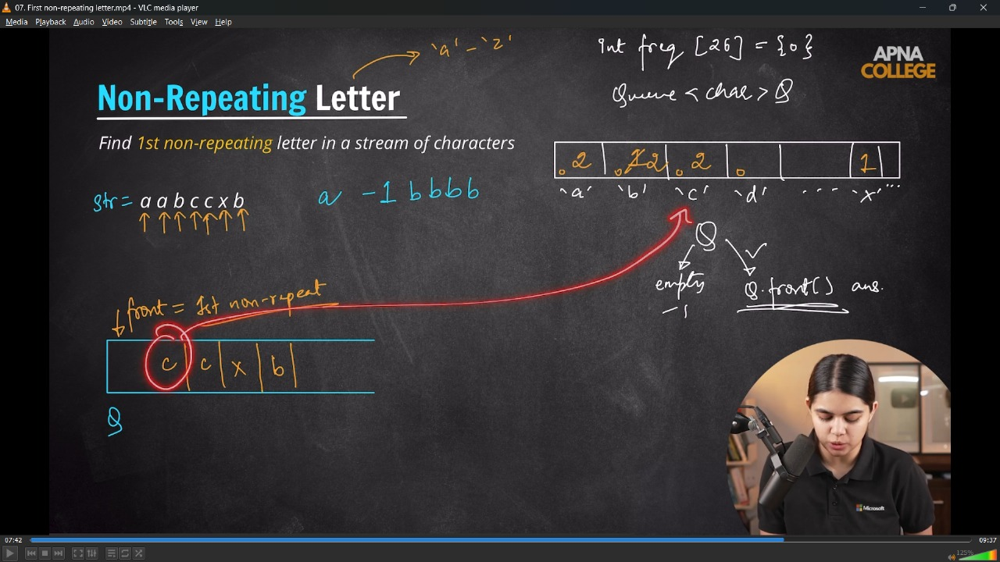 07. First non-repeating letter.mp4 - VLC media player
Media Playback Audio Video Subtitle Tools View Help
'a' - 'z'
int freq [26] = {0}
APNA
COLLEGE
Non-Repeating Letter
Queue < char > Q
Find 1st non-repeating letter in a stream of characters
0 2 0 12 0 2 0 1
'a' 'b' 'c' 'd' ... 'x' ...
str = a a b c c x b
a -1 b b b b
Q
empty
-1
Q.front() ans.
front = 1st non-repeat
c c x b
Q
Microsoft
07:42
09:37
125%